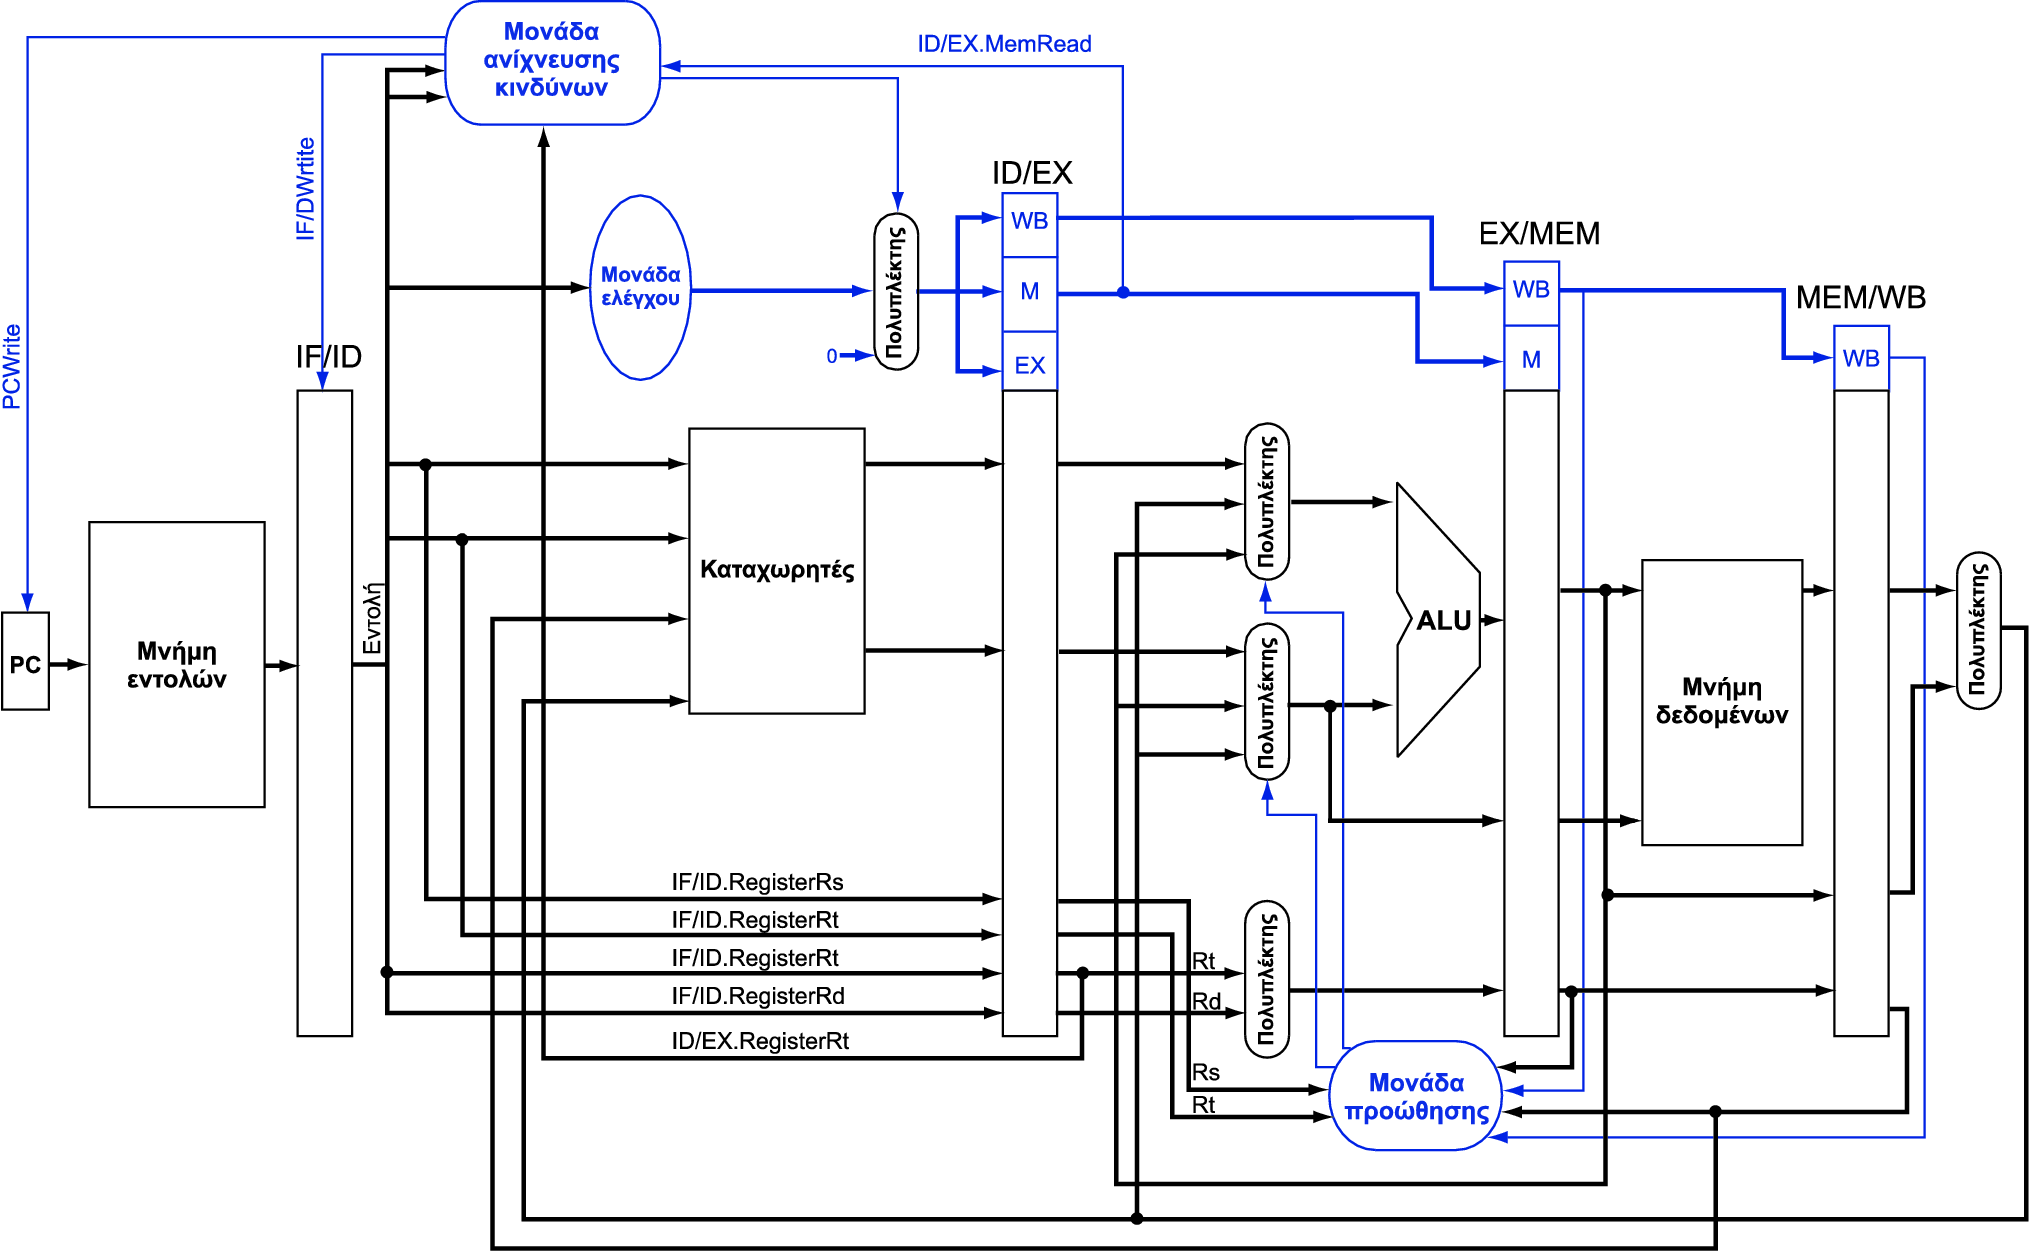 Μονάδα
ανίχνευσης
κινδύνων
ID/EX.MemRead
PCWrite
IF/DWrtite
ID/EX
WB
M
EX
Μονάδα
ελέγχου
Πολυπλέκτης
0
EX/MEM
WB
M
MEM/WB
WB
IF/ID
Εντολή
PC
Μνήμη
εντολών
Καταχωρητές
Πολυπλέκτης
Πολυπλέκτης
ALU
Μνήμη
δεδομένων
Πολυπλέκτης
IF/ID.RegisterRs
IF/ID.RegisterRt
IF/ID.RegisterRt
IF/ID.RegisterRd
ID/EX.RegisterRt
Rt
Rd
Πολυπλέκτης
Rs
Rt
Μονάδα
προώθησης